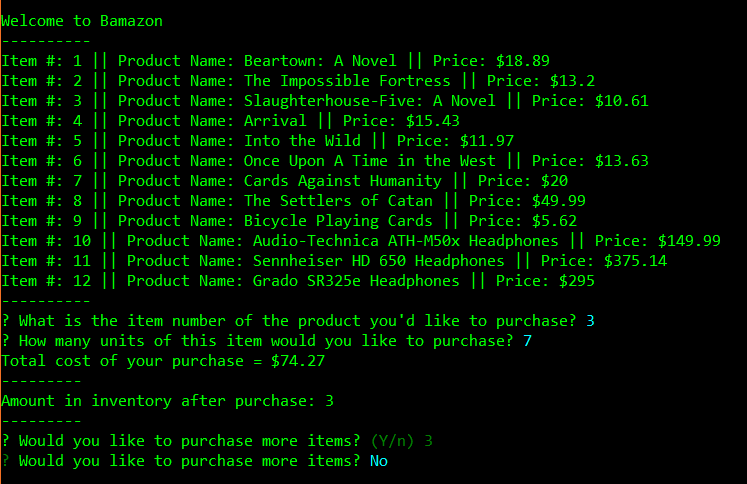 Welcome to Bamazon
----------
Item #: 1 || Product Name: Beartown: A Novel || Price: $18.89
Item #: 2 || Product Name: The Impossible Fortress || Price: $13.2
Item #: 3 || Product Name: Slaughterhouse-Five: A Novel || Price: $10.61
Item #: 4 || Product Name: Arrival || Price: $15.43
Item #: 5 || Product Name: Into the Wild || Price: $11.97
Item #: 6 || Product Name: Once Upon A Time in the West || Price: $13.63
Item #: 7 || Product Name: Cards Against Humanity || Price: $20
Item #: 8 || Product Name: The Settlers of Catan || Price: $49.99
Item #: 9 || Product Name: Bicycle Playing Cards || Price: $5.62
Item #: 10 || Product Name: Audio-Technica ATH-M50x Headphones || Price: $149.99
Item #: 11 || Product Name: Sennheiser HD 650 Headphones || Price: $375.14
Item #: 12 || Product Name: Grado SR325e Headphones || Price: $295
----------
? What is the item number of the product you'd like to purchase? 3
? How many units of this item would you like to purchase? 7
Total cost of your purchase = $74.27
---------
Amount in inventory after purchase: 3
---------
? Would you like to purchase more items? (Y/n) 3
? Would you like to purchase more items? No